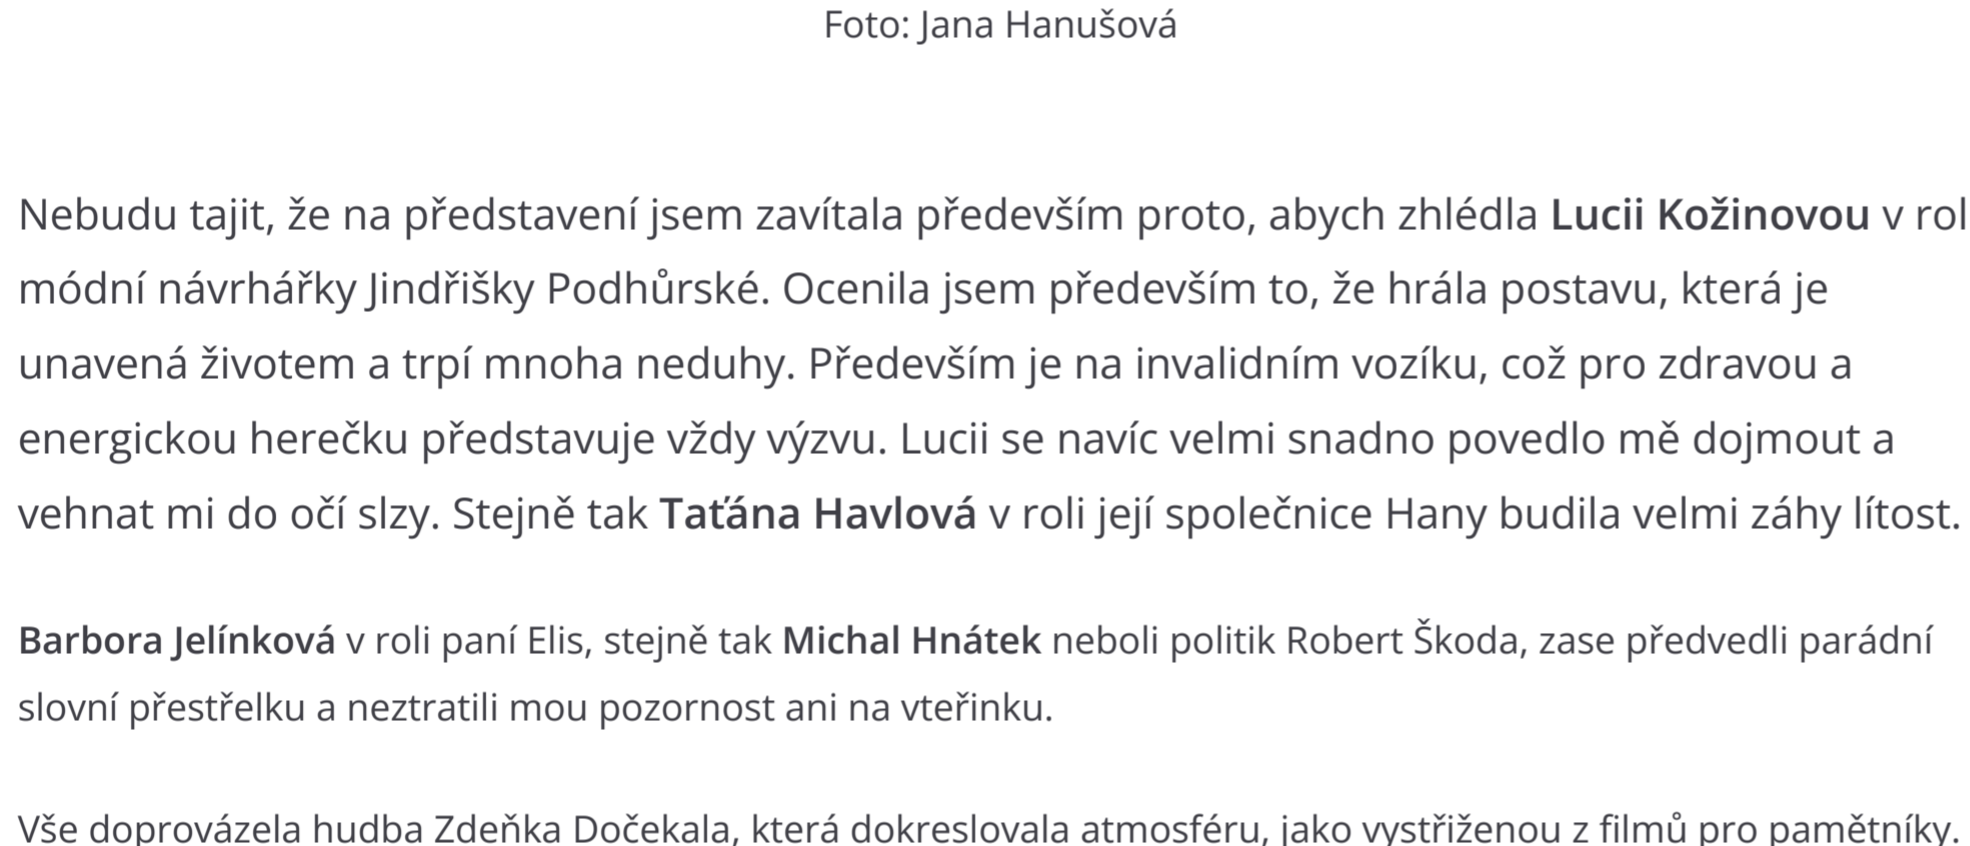 Foto: Jana Hanušová
Nebudu tajit, že na představení jsem zavítala především proto, abych zhlédla Lucii Kožinovou v rol
módní návrhářky Jindřišky Podhůrské. Ocenila jsem především to, že hrála postavu, která je
unavená životem a trpí mnoha neduhy. Především je na invalidním vozíku, což pro zdravou a
energickou herečku představuje vždy výzvu. Lucii se navíc velmi snadno povedlo mě dojmout a
vehnat mi do očí slzy. Stejně tak Taťána Havlová v roli její společnice Hany budila velmi záhy lítost.
Barbora Jelínková v roli paní Elis, stejně tak Michal Hnátek neboli politik Robert Škoda, zase předvedli parádní
slovní přestřelku a neztratili mou pozornost ani na vteřinku.
Vše doprovázela hudba Zdeňka Dočekala, která dokreslovala atmosféru, jako vystřiženou z filmů pro pamětníky.